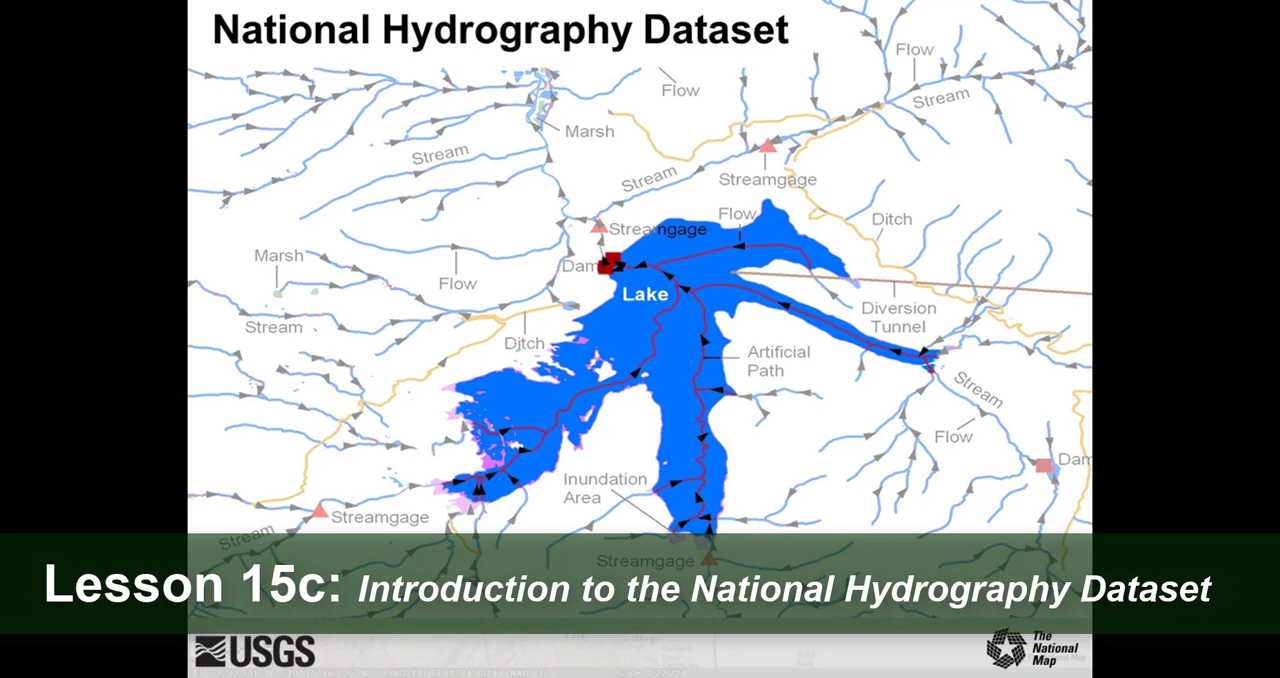 National Hydrography Dataset
Flow
Flow
Stream
Marsh
Stream
Stream
Streamgage
Flow
Ditch
Streamgage
Marsh
Dam
Flow
Lake
Diversion
Tunnel
Stream
Ditch
Artificial
Path
Stream
Flow
Dam
Inundation
Area
Streamgage
Stream
Streamgage
Lesson 15c: Introduction to the National Hydrography Dataset
USGS
The
National
Map